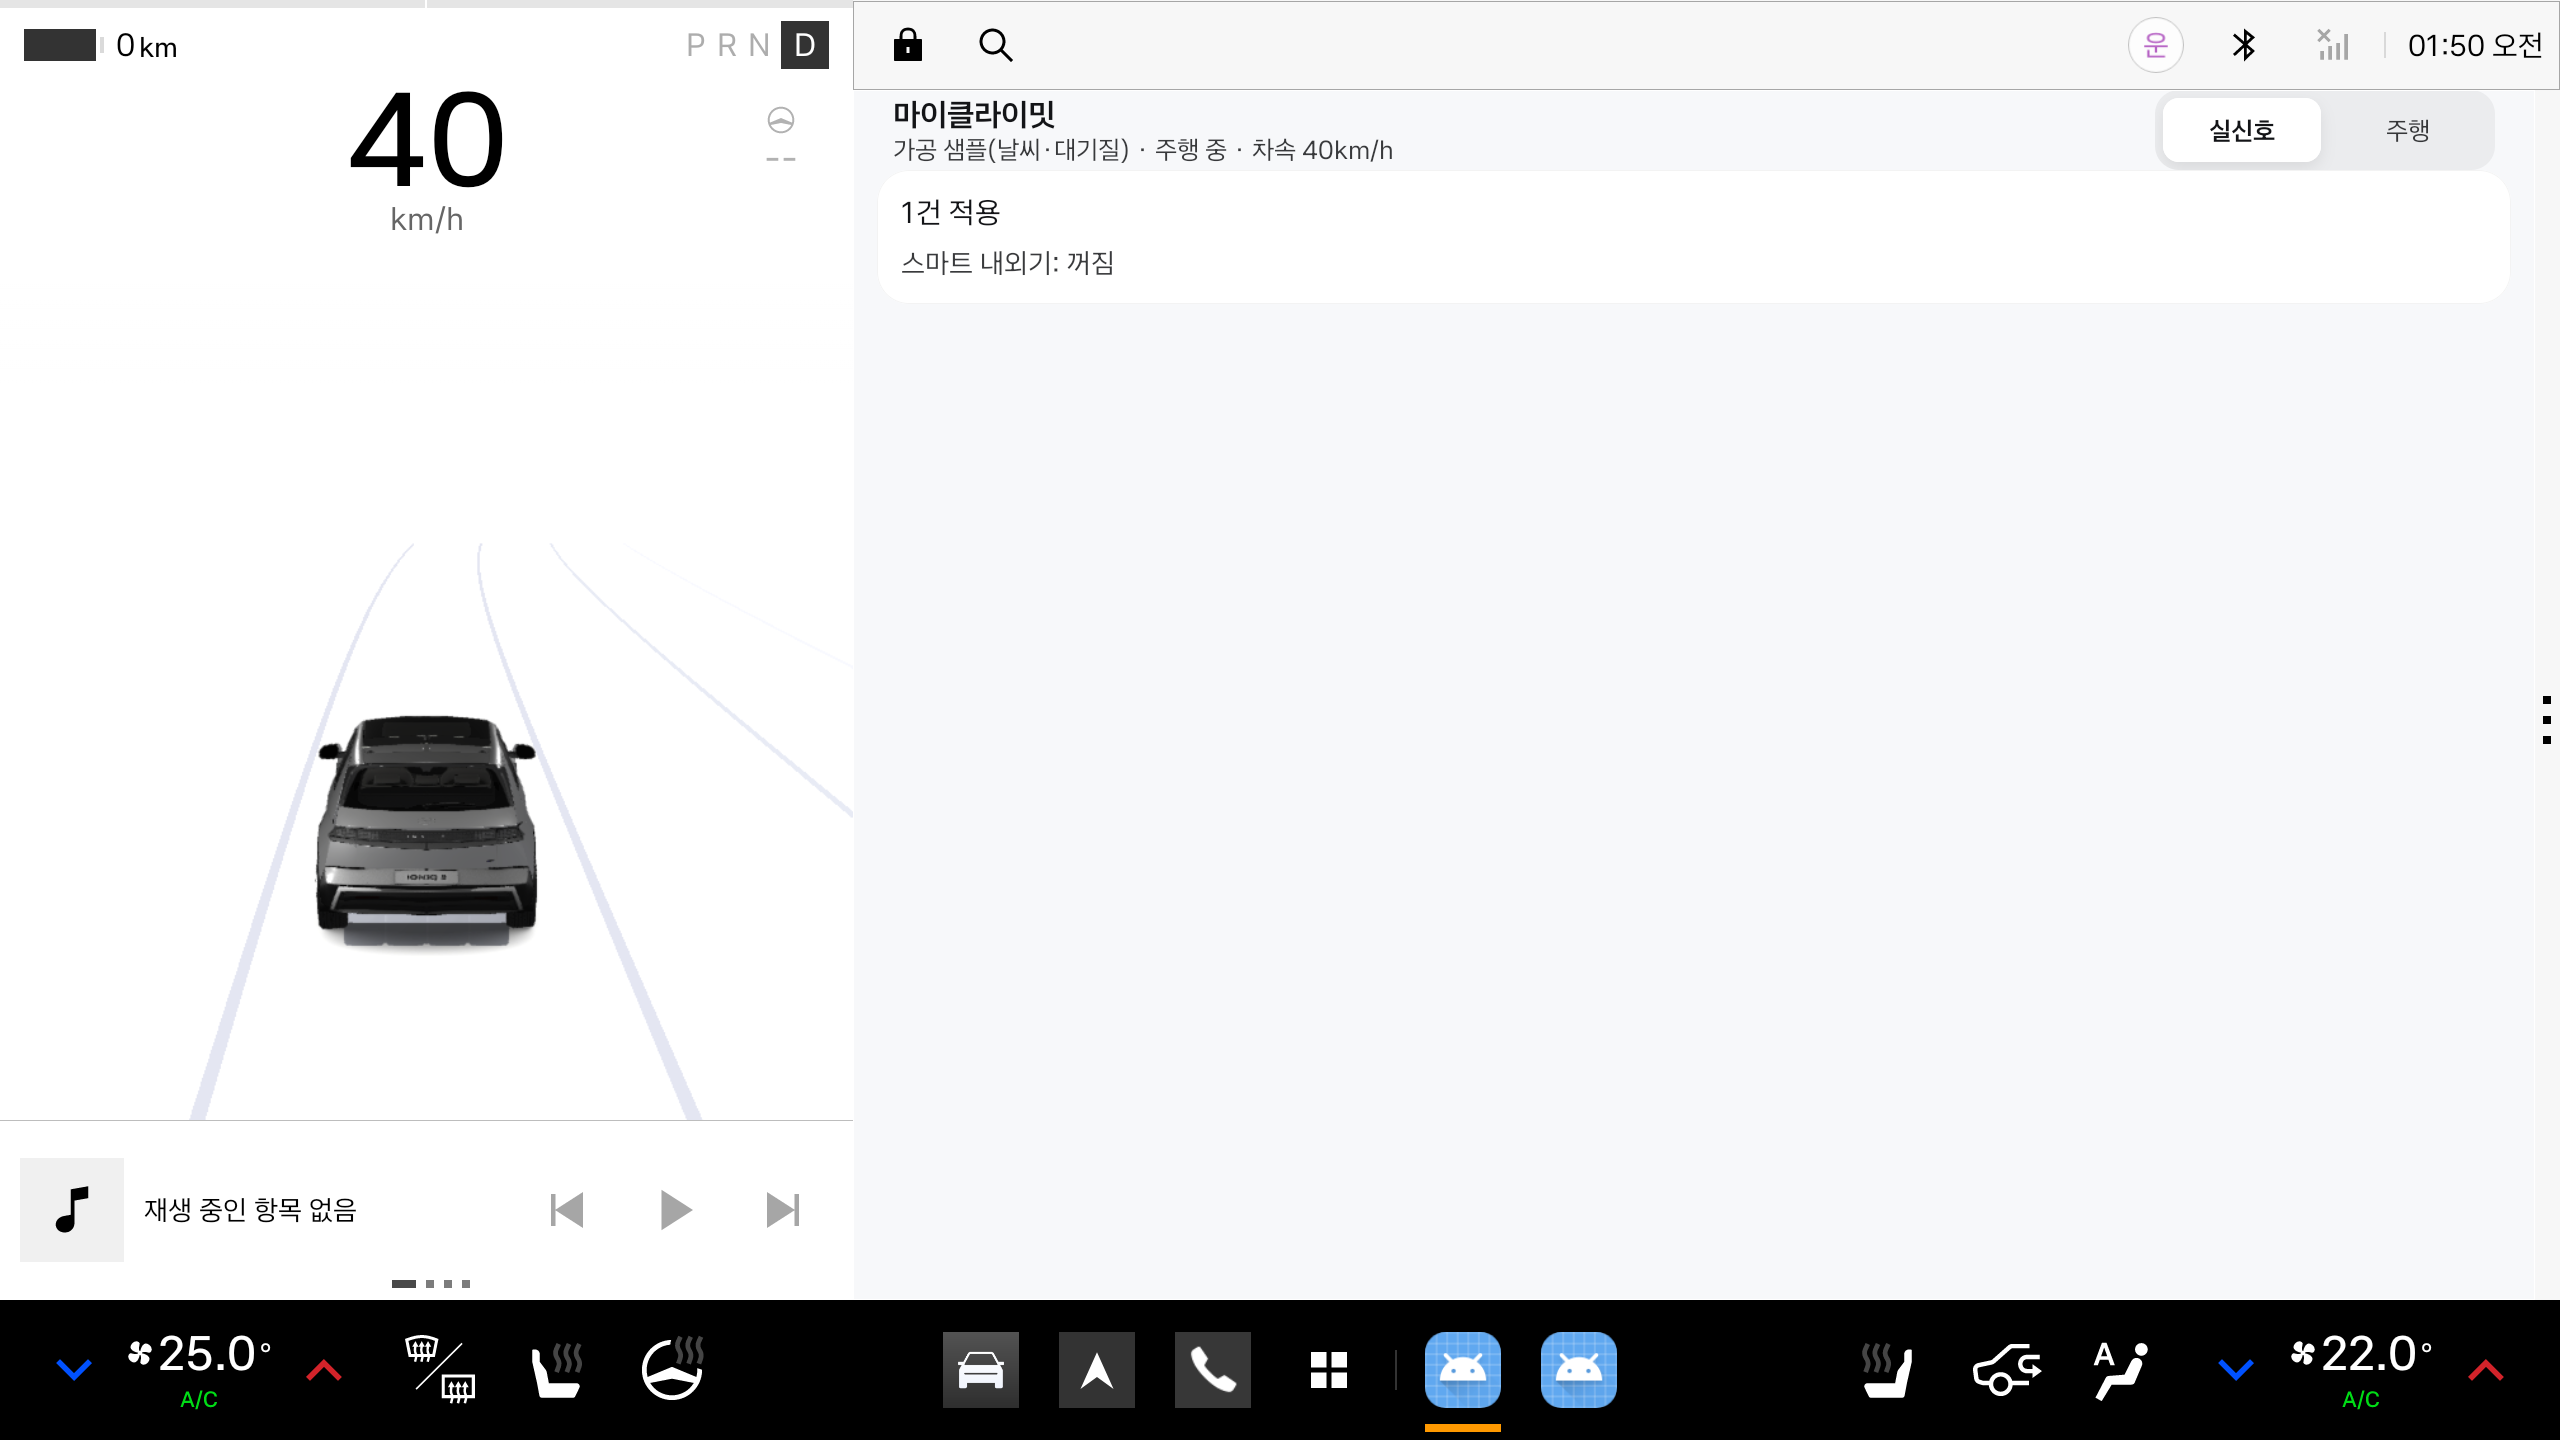 0 km
P R N D
40
km/h
--
운
01:50 오전
마이클라이밋
가공 샘플(날씨·대기질) · 주행 중 · 차속 40km/h
실신호
주행
1건 적용
스마트 내외기: 꺼짐
재생 중인 항목 없음
25.0°
A/C
A
22.0°
A/C